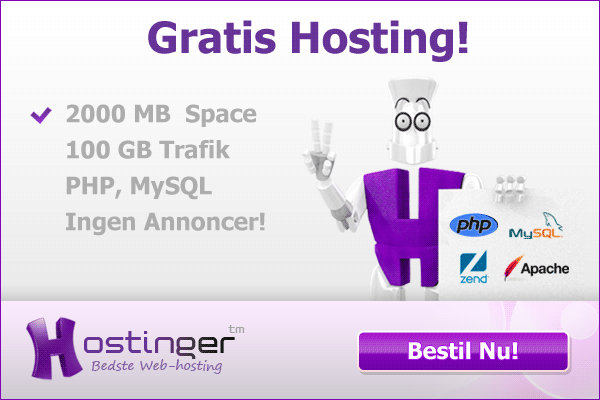 Gratis Hosting!
2000 MB Space
100 GB Trafik
PHP, MySQL
Ingen Annoncer!
php
MySQL
zend
Apache
Hostinger tm
Bedste Web-hosting
Bestil Nu!